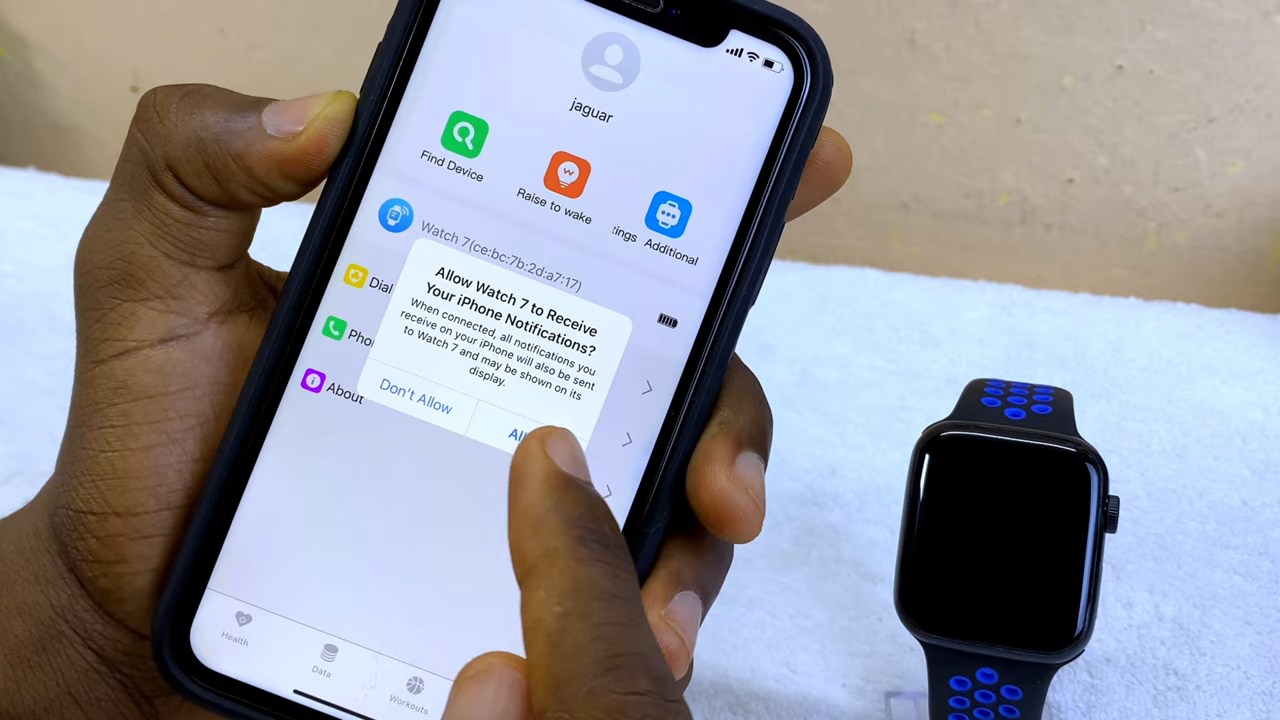 jaguar
Find Device
Raise to wake
Additional
Watch 7(ce:bc:7b:2d:a7:17)
Allow Watch 7 to Receive
Your iPhone Notifications?
When connected, all notifications you
receive on your iPhone will also be sent
to Watch 7 and may be shown on its
display.
Don't Allow
Dial
Pho
About
Health
Data
Workouts